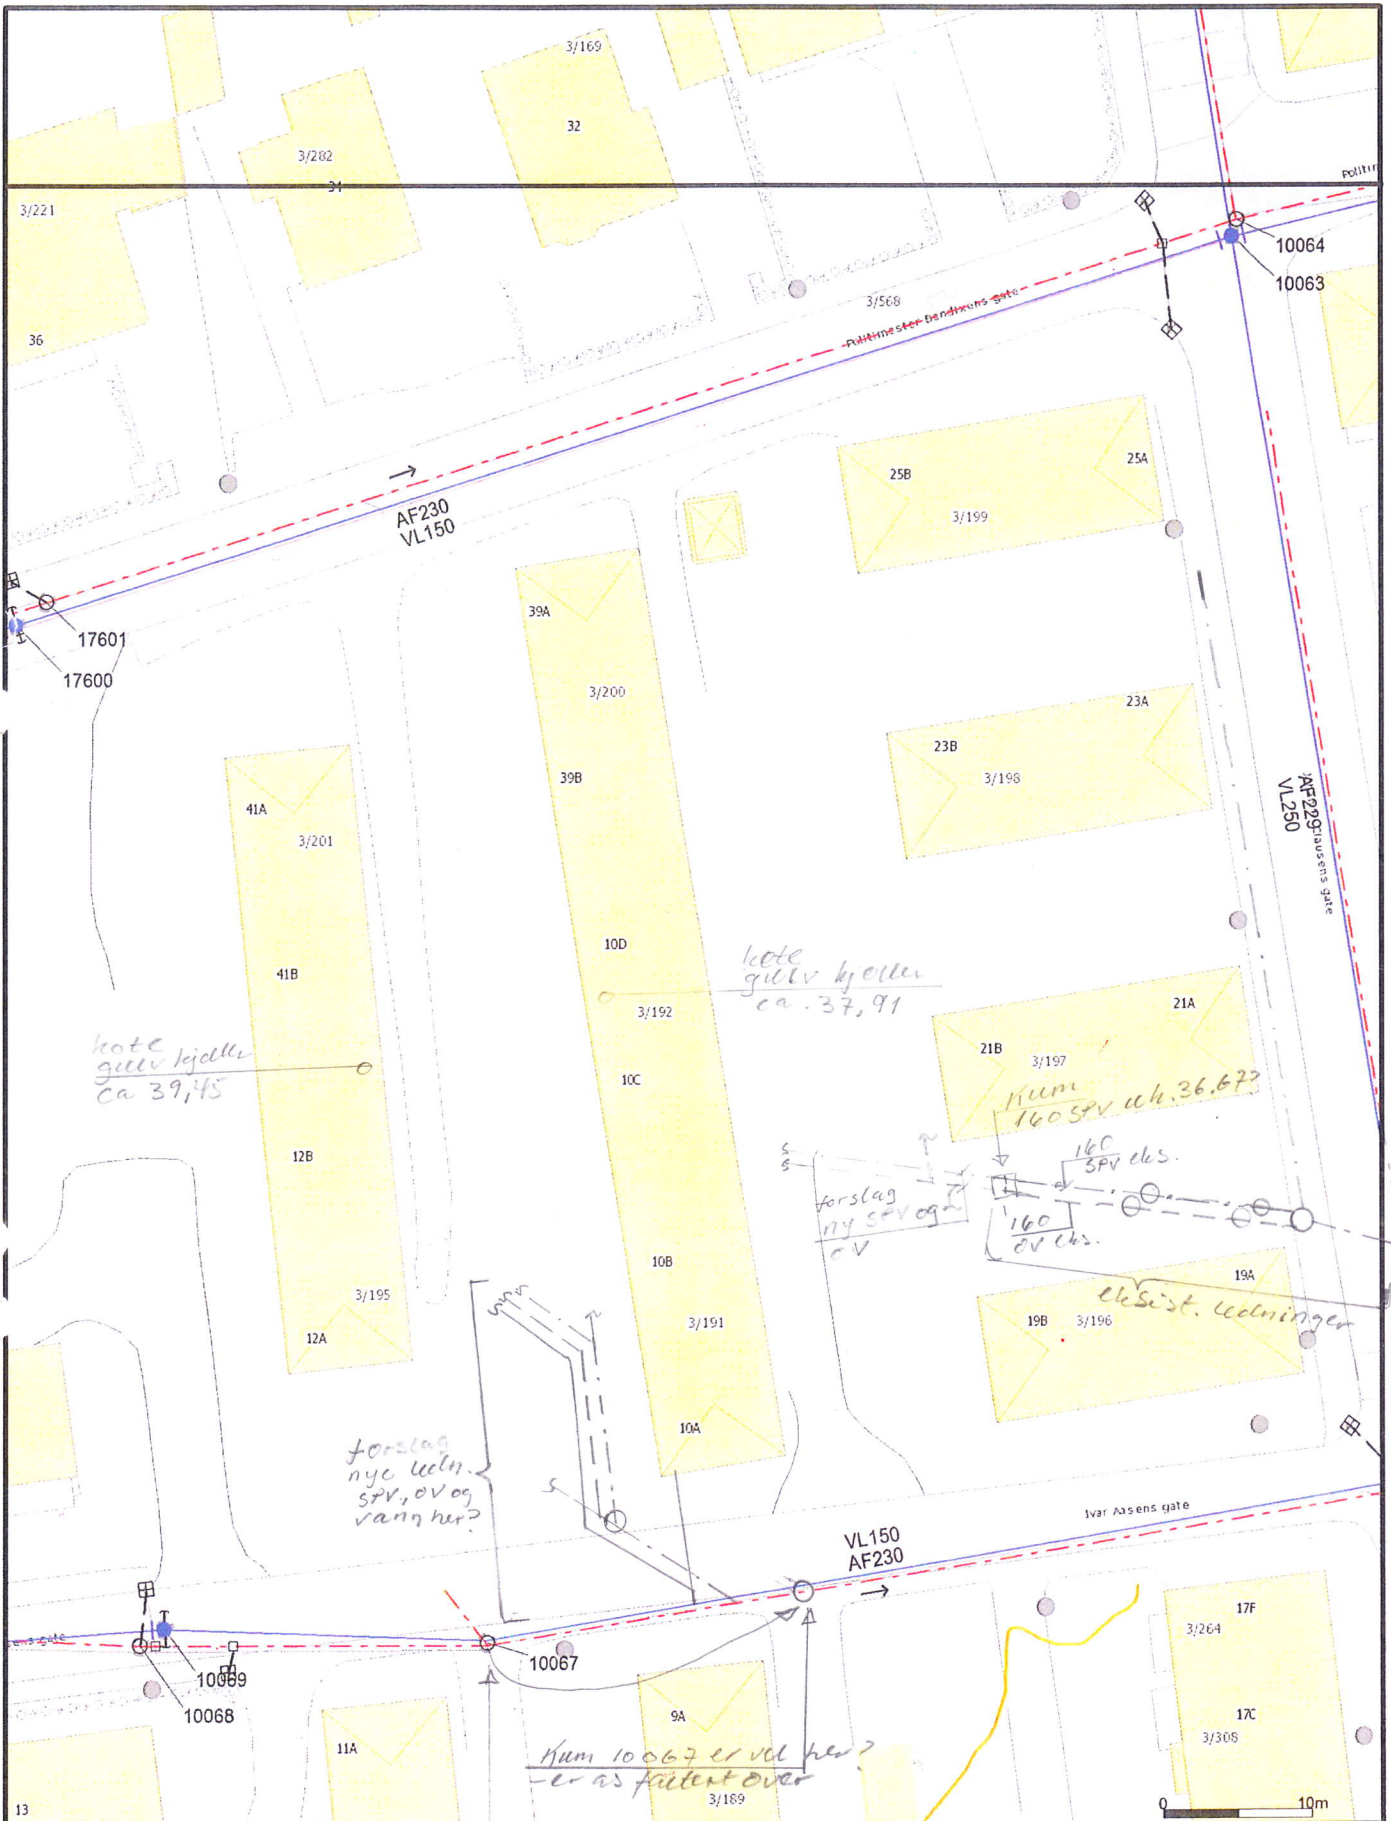 3/169
32
3/282
34
3/221
36
10064
10063
3/568
Politimester Bendixens gate
25B
25A
3/199
AF230
VL150
39A
17601
17600
3/200
23A
23B
3/198
39B
AF229
VL250
Clausens gate
41A
3/201
10D
41B
kote
gulv kjeller
ca. 37,91
3/192
21A
21B
3/197
kote
gulv kjeller
ca 39,45
10C
Kum
160 SPV uh. 36.67?
12B
160
SPV eks.
forslag
ny SPV og
OV
160
OV eks.
10B
19A
eksist. ledninger
3/195
19B
3/196
3/191
12A
10A
forslag
nye ledn.
SPV, OV og
vann her?
Ivar Aasens gate
VL150
AF230
17F
3/264
ens gate
10067
10069
10068
9A
17C
11A
3/308
Kum 10067 er vel her?
- er as
over
3/189
13
0
10m